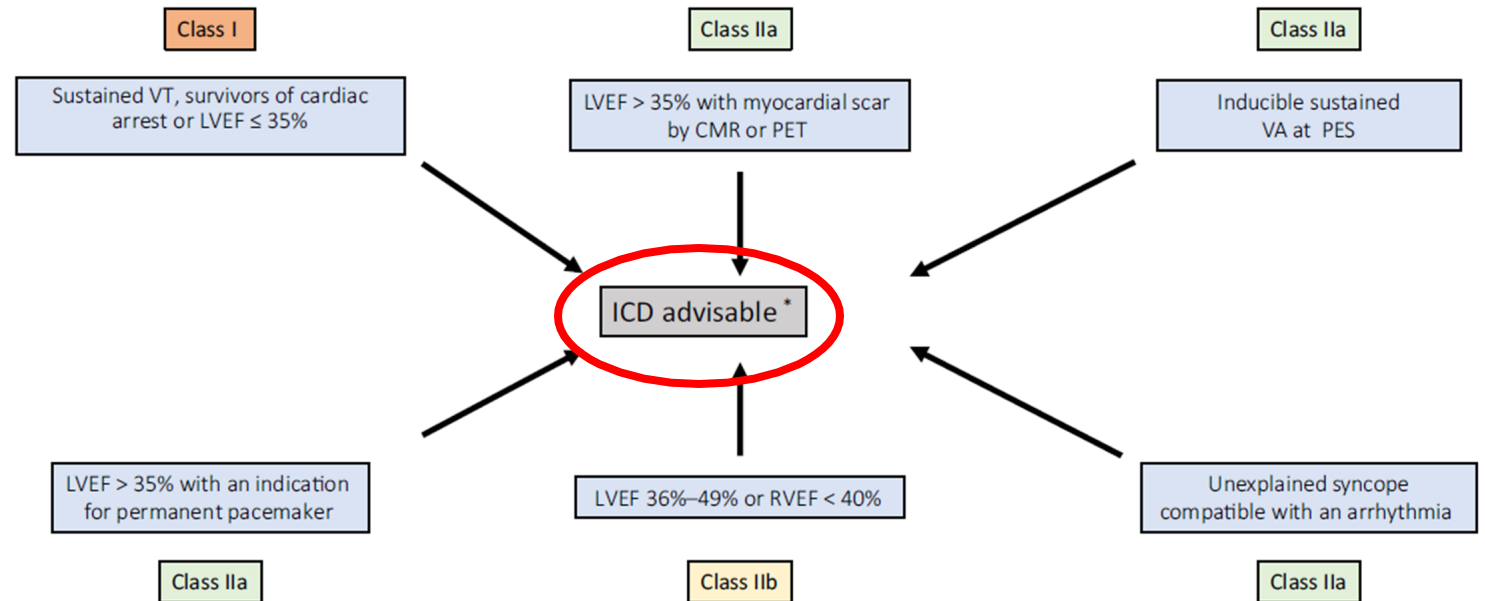 Class I
Sustained VT, survivors of cardiac
arrest or LVEF ≤ 35%
Class IIa
LVEF > 35% with myocardial scar
by CMR or PET
Class IIa
Inducible sustained
VA at PES
ICD advisable *
LVEF > 35% with an indication
for permanent pacemaker
Class IIa
LVEF 36%–49% or RVEF < 40%
Class IIb
Unexplained syncope
compatible with an arrhythmia
Class IIa